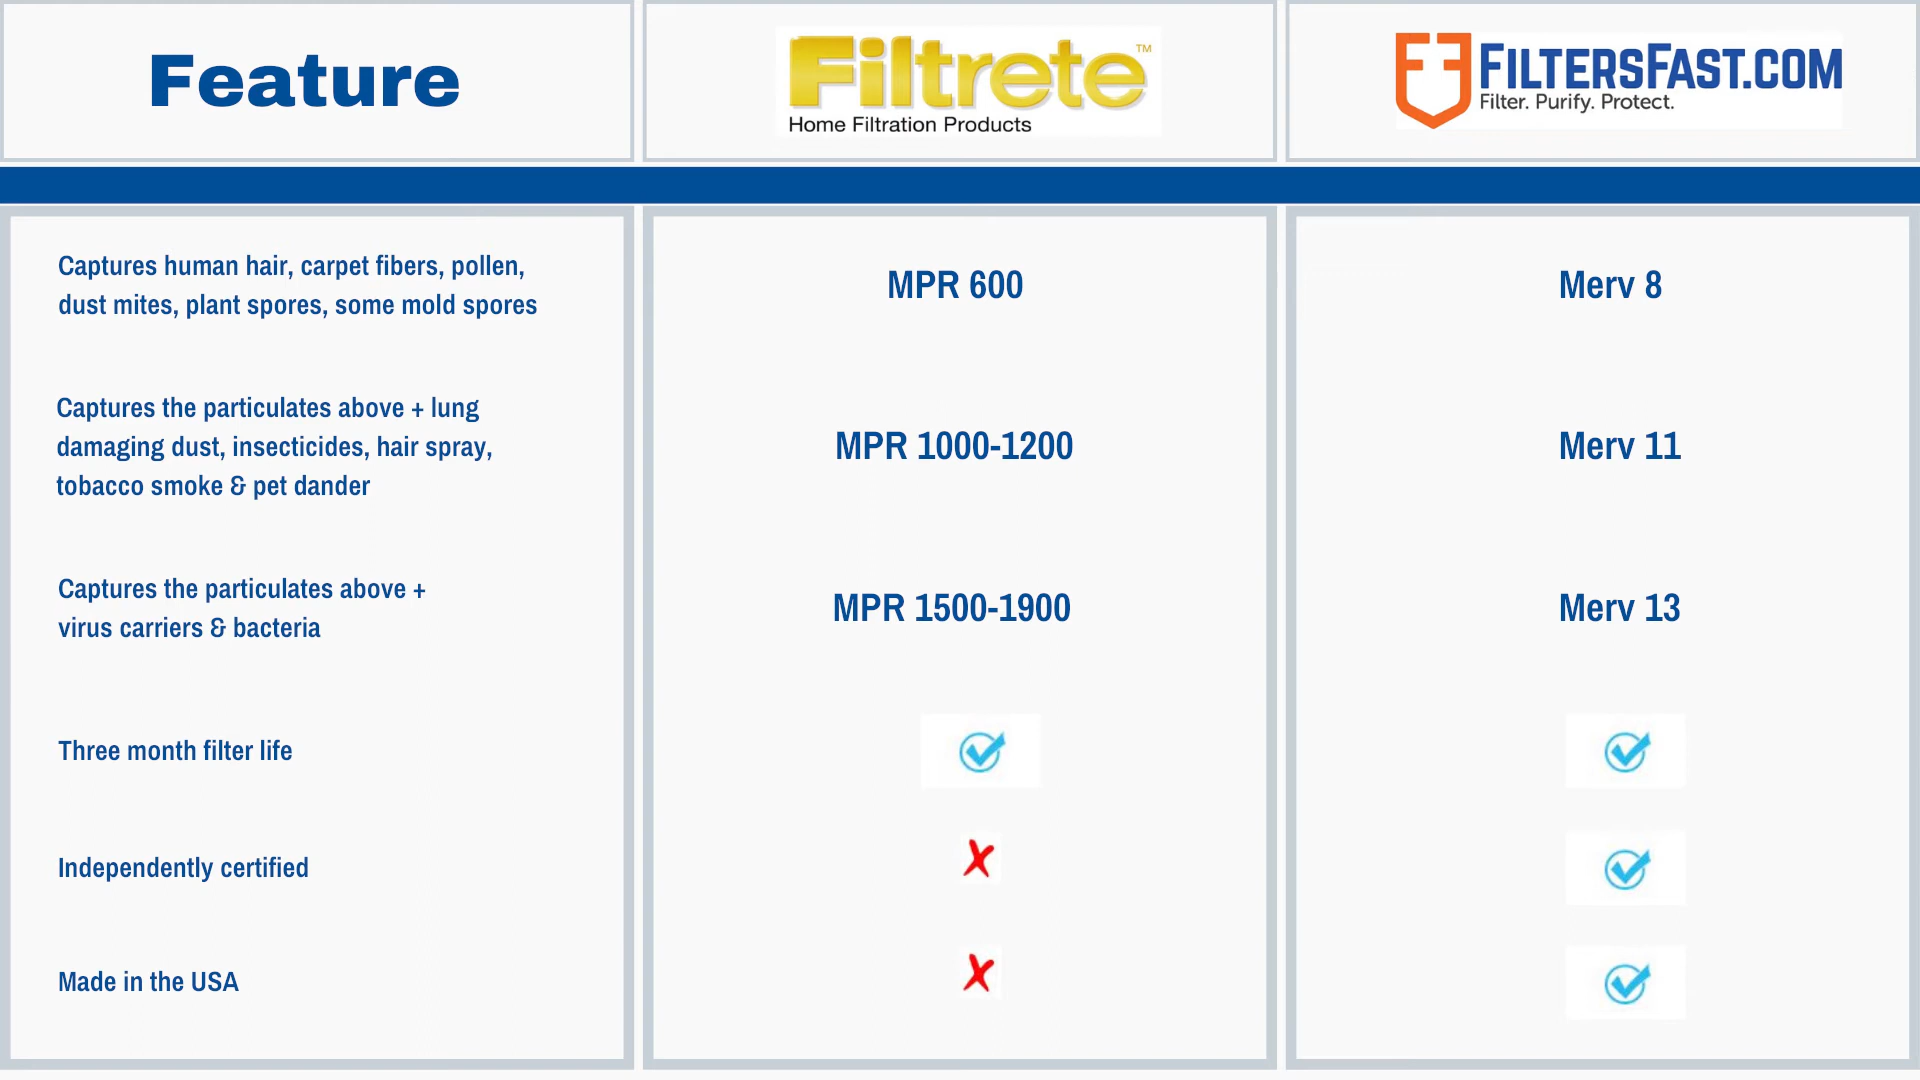 Feature
Filtrete™
Home Filtration Products
FILTERSFAST.COM
Filter. Purify. Protect.
Captures human hair, carpet fibers, pollen,
dust mites, plant spores, some mold spores
MPR 600
Merv 8
Captures the particulates above + lung
damaging dust, insecticides, hair spray,
tobacco smoke & pet dander
MPR 1000-1200
Merv 11
Captures the particulates above +
virus carriers & bacteria
MPR 1500-1900
Merv 13
Three month filter life
Independently certified
Made in the USA